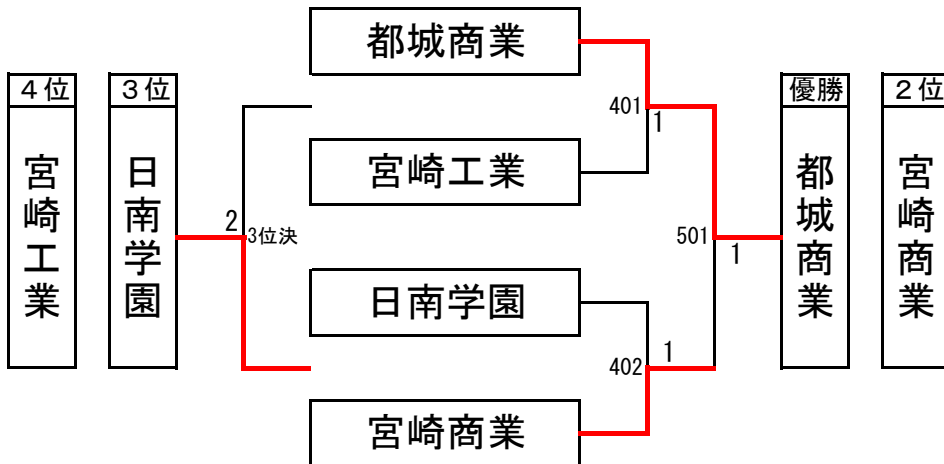 ４位
宮崎工業
３位
日南学園
2
3位決
都城商業
宮崎工業
日南学園
宮崎商業
401
1
402
1
501
1
優勝
都城商業
２位
宮崎商業